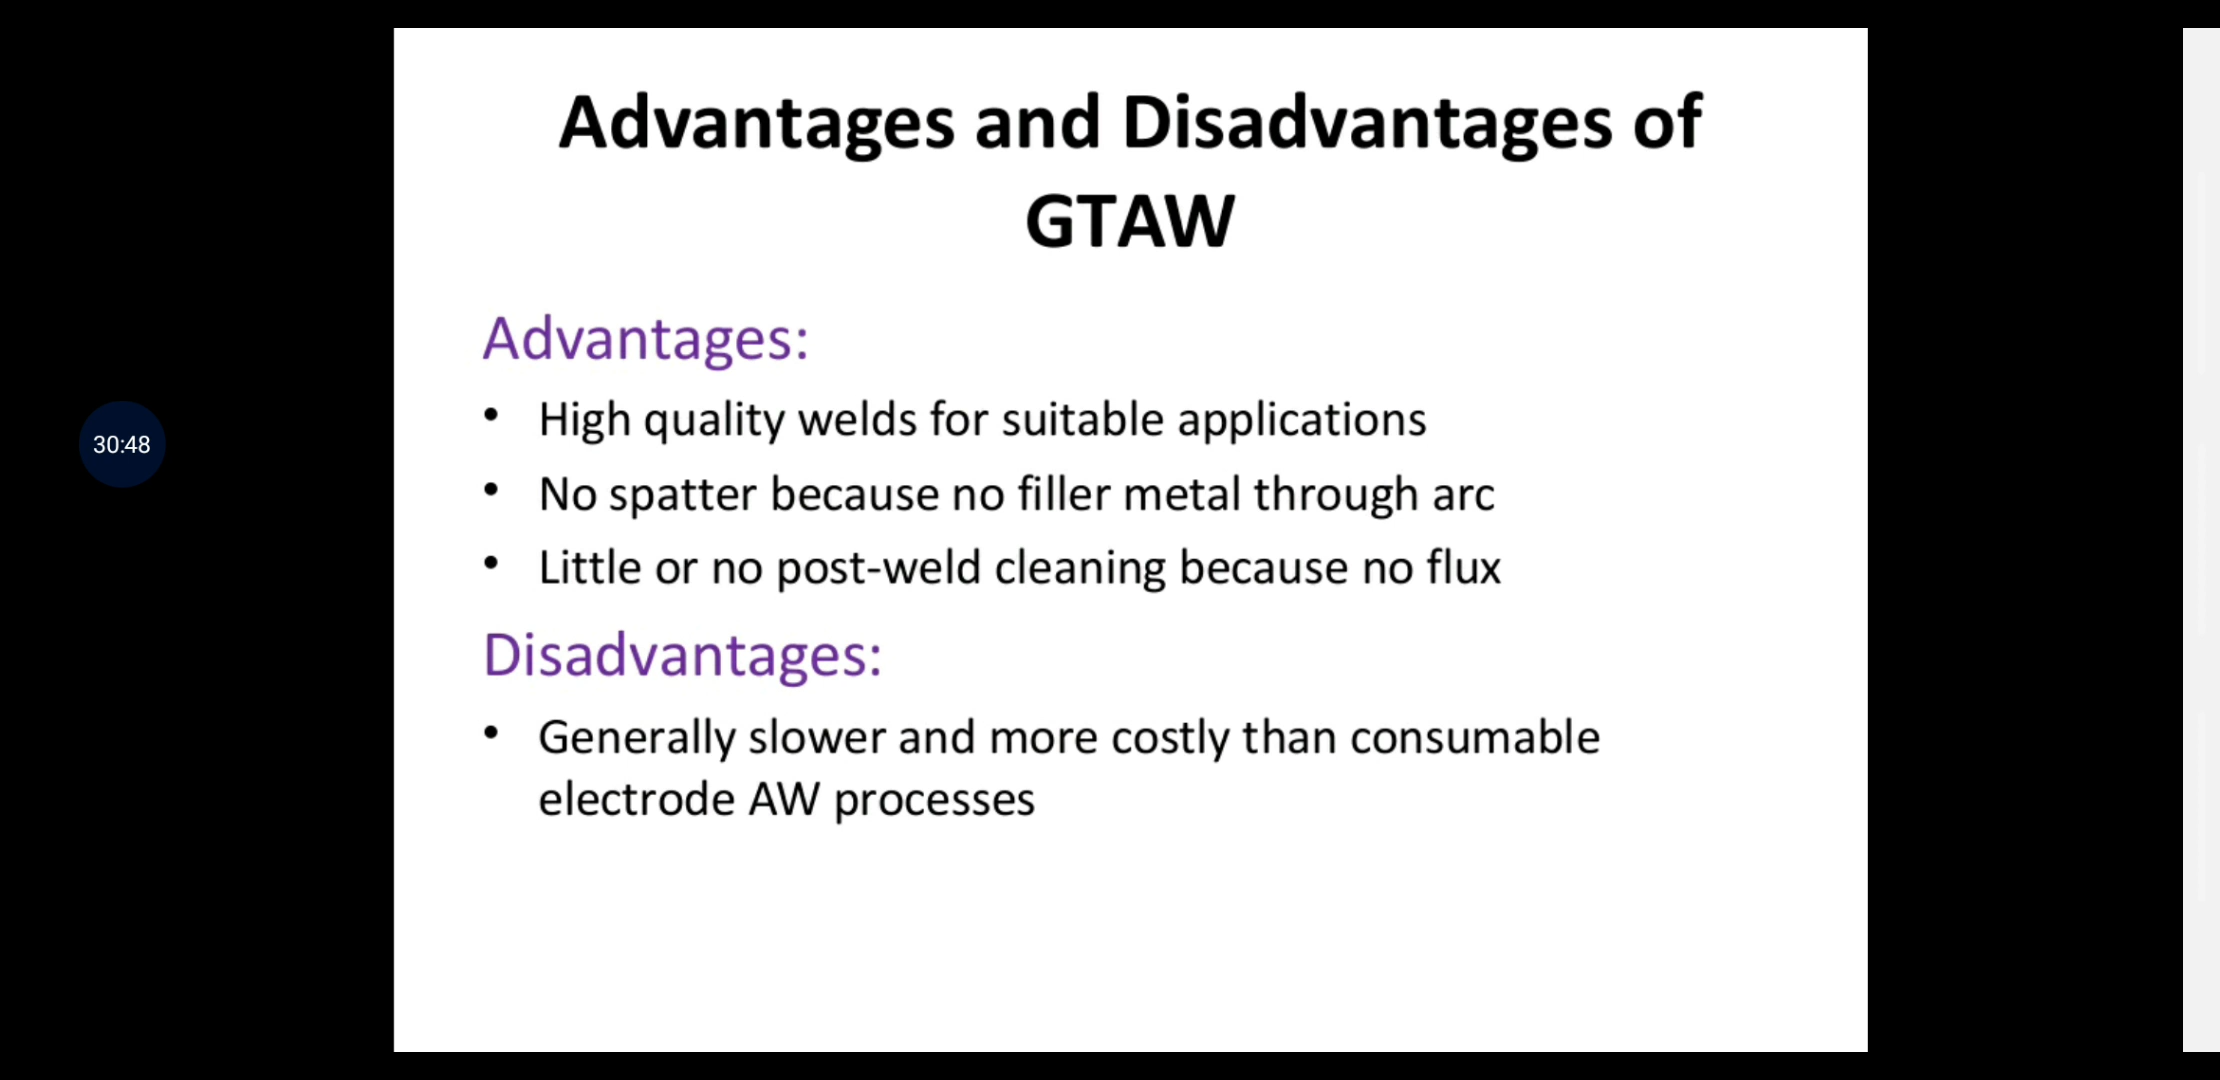 Advantages and Disadvantages of
GTAW
Advantages:
• High quality welds for suitable applications
• No spatter because no filler metal through arc
• Little or no post-weld cleaning because no flux
Disadvantages:
• Generally slower and more costly than consumable
electrode AW processes
30:48